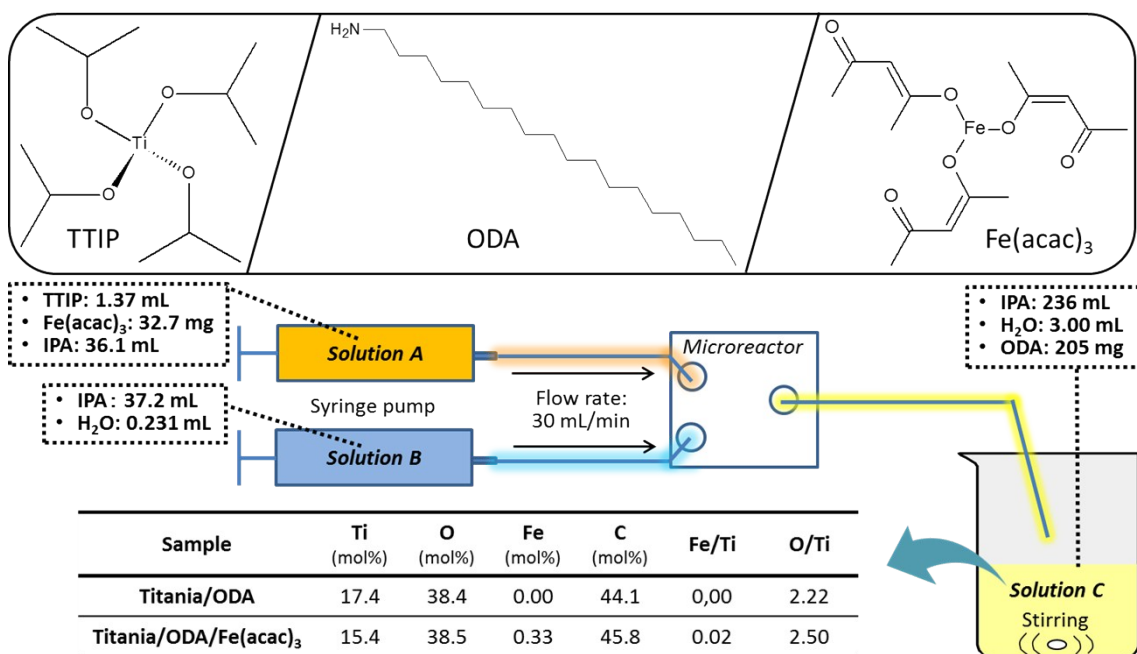 O
O
Ti
O
O
TTIP
H₂N
ODA
O
O
Fe
O
O
O
O
Fe(acac)₃
• TTIP: 1.37 mL
• Fe(acac)₃: 32.7 mg
• IPA: 36.1 mL
Solution A
Microreactor
• IPA: 236 mL
• H₂O: 3.00 mL
• ODA: 205 mg
• IPA: 37.2 mL
• H₂O: 0.231 mL
Syringe pump
Flow rate:
30 mL/min
Solution B
Sample Ti O Fe C Fe/Ti O/Ti
(mol%) (mol%) (mol%) (mol%)
Titania/ODA 17.4 38.4 0.00 44.1 0,00 2.22
Titania/ODA/Fe(acac)₃ 15.4 38.5 0.33 45.8 0.02 2.50
Solution C
Stirring